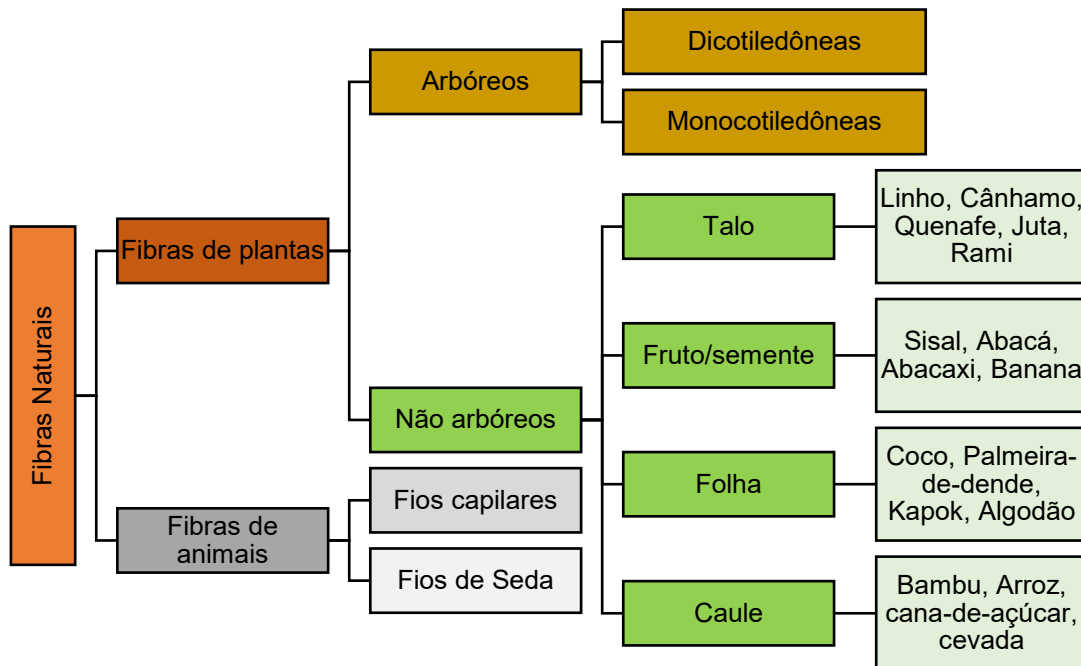 Fibras Naturais
Fibras de plantas
Arbóreos
Dicotiledôneas
Monocotiledôneas
Não arbóreos
Talo
Linho, Cânhamo,
Quenafe, Juta,
Rami
Fruto/semente
Sisal, Abacá,
Abacaxi, Banana
Folha
Coco, Palmeira-
de-dende,
Kapok, Algodão
Caule
Bambu, Arroz,
cana-de-açúcar,
cevada
Fibras de
animais
Fios capilares
Fios de Seda